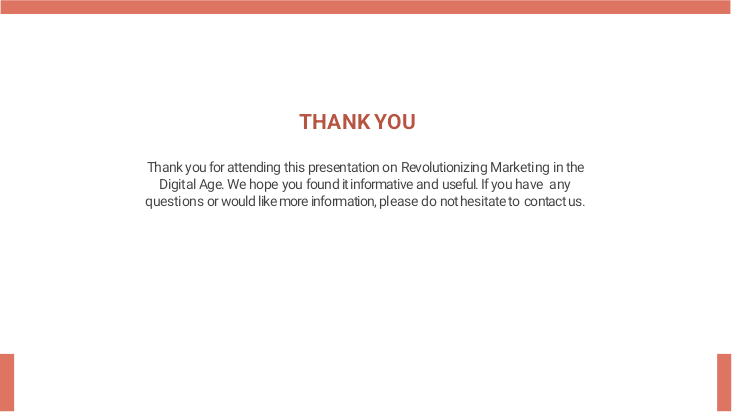 THANK YOU
Thank you for attending this presentation on Revolutionizing Marketing in the
Digital Age. We hope you found it informative and useful. If you have any
questions or would like more information, please do not hesitate to contact us.